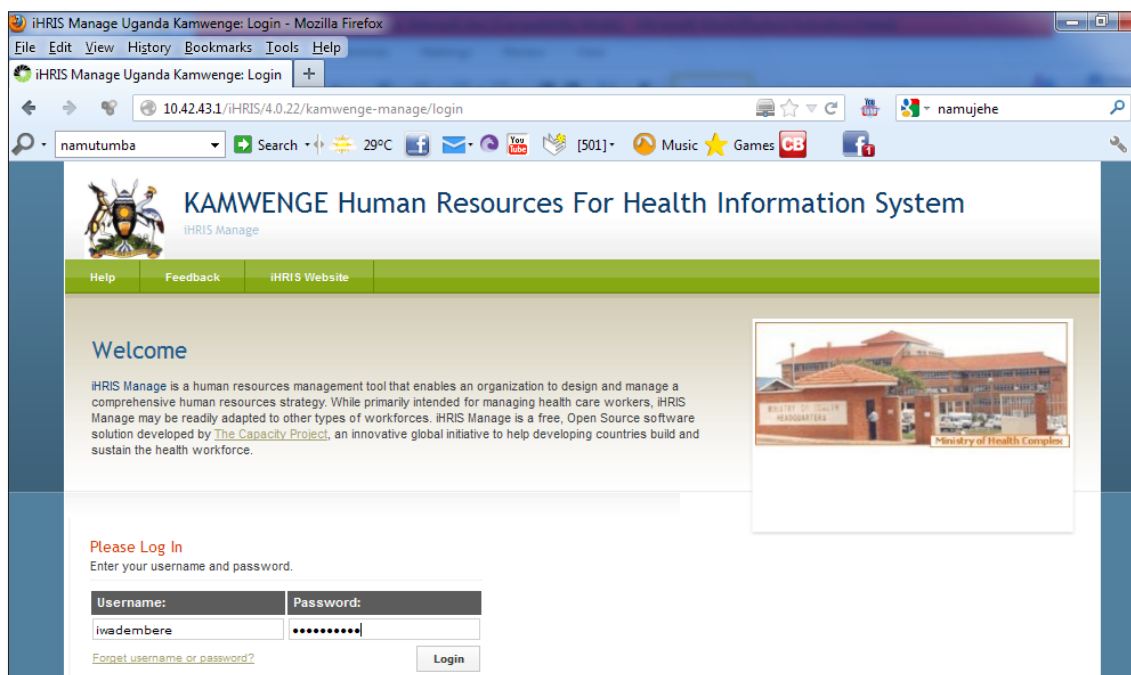 iHRIS Manage Uganda Kamwenge: Login - Mozilla Firefox
File Edit View History Bookmarks Tools Help
iHRIS Manage Uganda Kamwenge: Login +
10.42.43.1/iHRIS/4.0.22/kamwenge-manage/login namujehe
namutumba Search 29°C You Tube [501] Music Games CB 1
KAMWENGE Human Resources For Health Information System
iHRIS Manage
Help Feedback iHRIS Website
Welcome
iHRIS Manage is a human resources management tool that enables an organization to design and manage a
comprehensive human resources strategy. While primarily intended for managing health care workers, iHRIS
Manage may be readily adapted to other types of workforces. iHRIS Manage is a free, Open Source software
solution developed by The Capacity Project, an innovative global initiative to help developing countries build and
sustain the health workforce.
MINISTRY OF HEALTH
HEADQUARTERS
Ministry of Health Complex
Please Log In
Enter your username and password.
Username: Password:
iwadembere ••••••••••
Forget username or password? Login